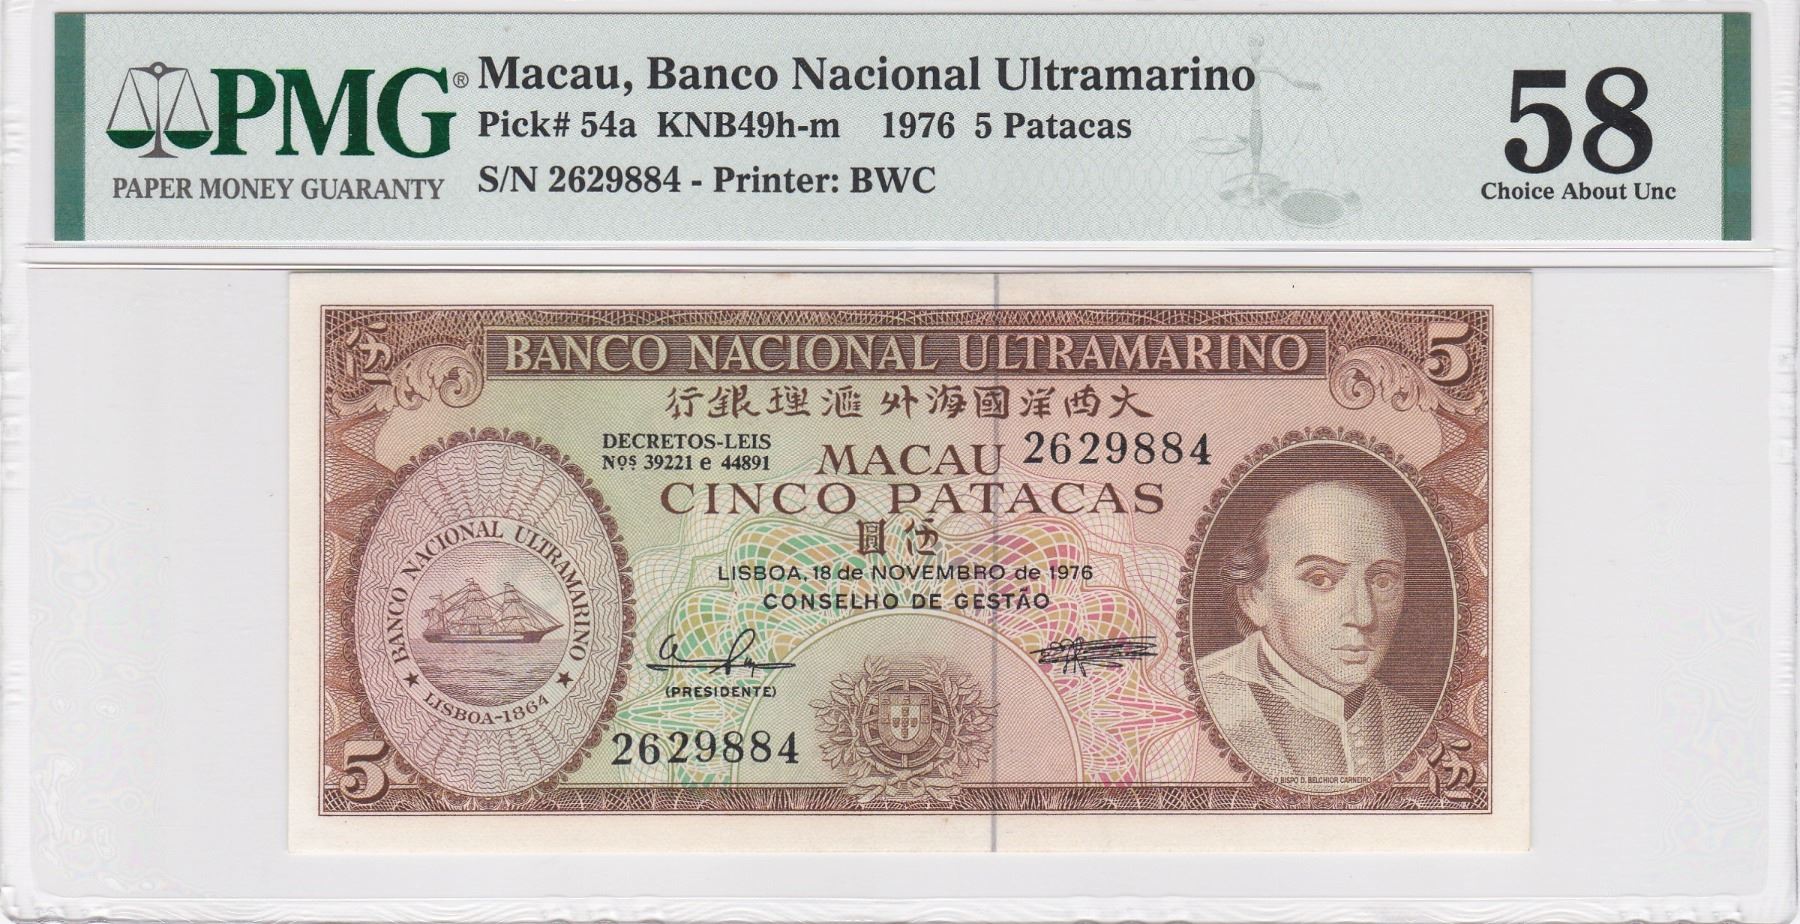 PMG®
PAPER MONEY GUARANTY
Macau, Banco Nacional Ultramarino
Pick# 54a KNB49h-m 1976 5 Patacas
S/N 2629884 - Printer: BWC
58
Choice About Unc
伍
5
BANCO NACIONAL ULTRAMARINO
行銀理滙外海國洋西大
DECRETOS-LEIS
Nos 39221 e 44891
MACAU 2629884
CINCO PATACAS
圓伍
LISBOA, 18 de NOVEMBRO de 1976
CONSELHO DE GESTÃO
(PRESIDENTE)
2629884
BANCO NACIONAL ULTRAMARINO
★ LISBOA-1864 ★
O BISPO D. BELCHIOR CARNEIRO
5
伍